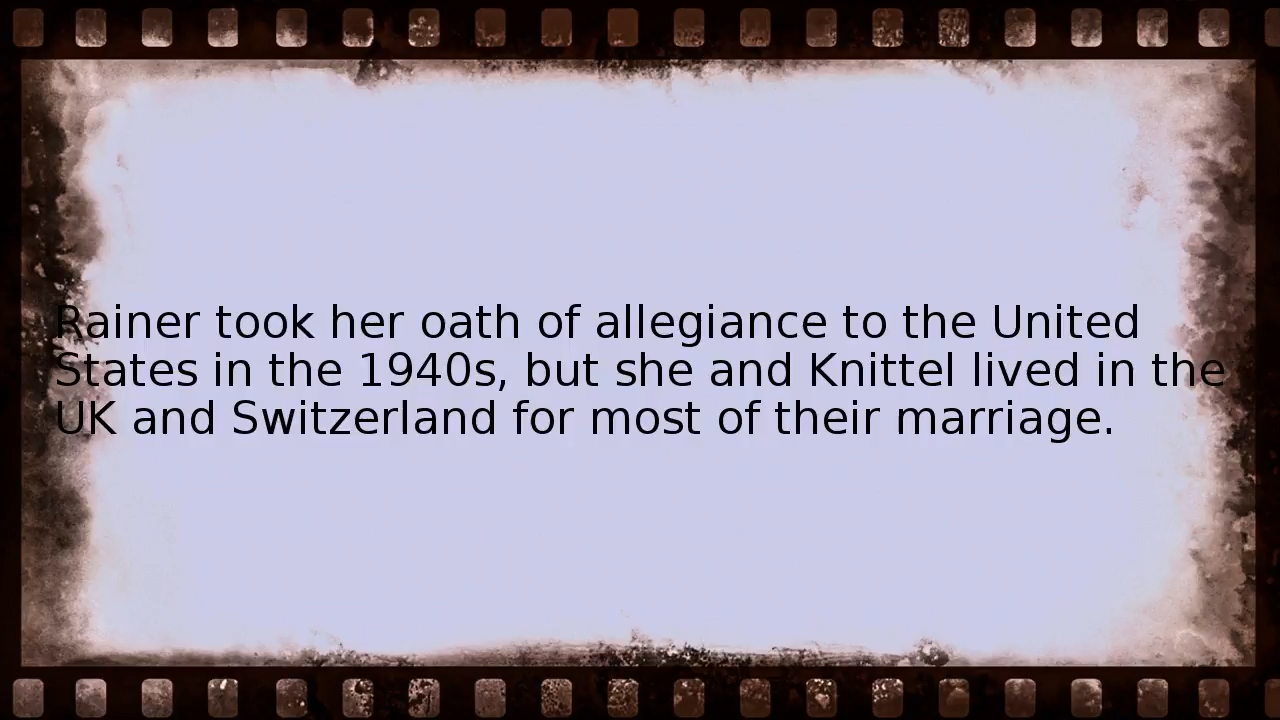 Rainer took her oath of allegiance to the United
States in the 1940s, but she and Knittel lived in the
UK and Switzerland for most of their marriage.